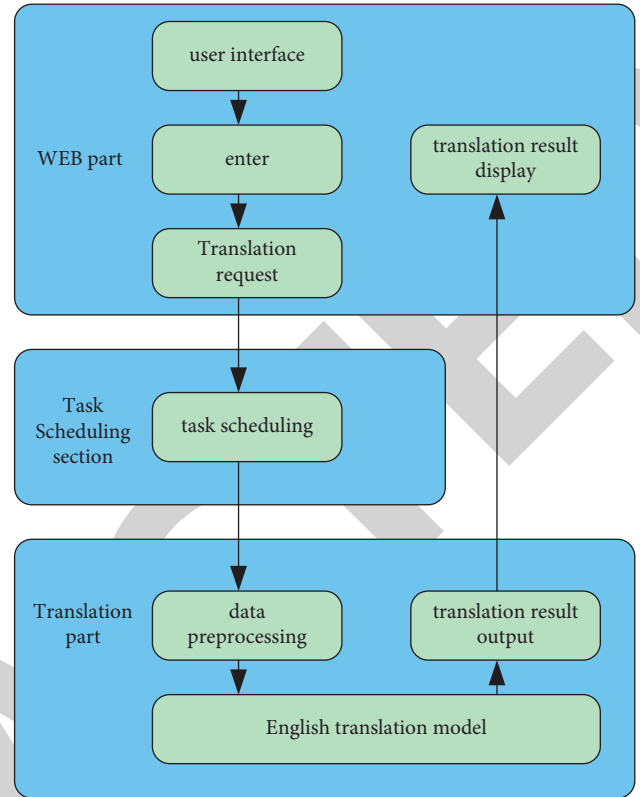 user interface
WEB part
enter
translation result
display
Translation
request
Task
Scheduling
section
task scheduling
Translation
part
data
preprocessing
translation result
output
English translation model